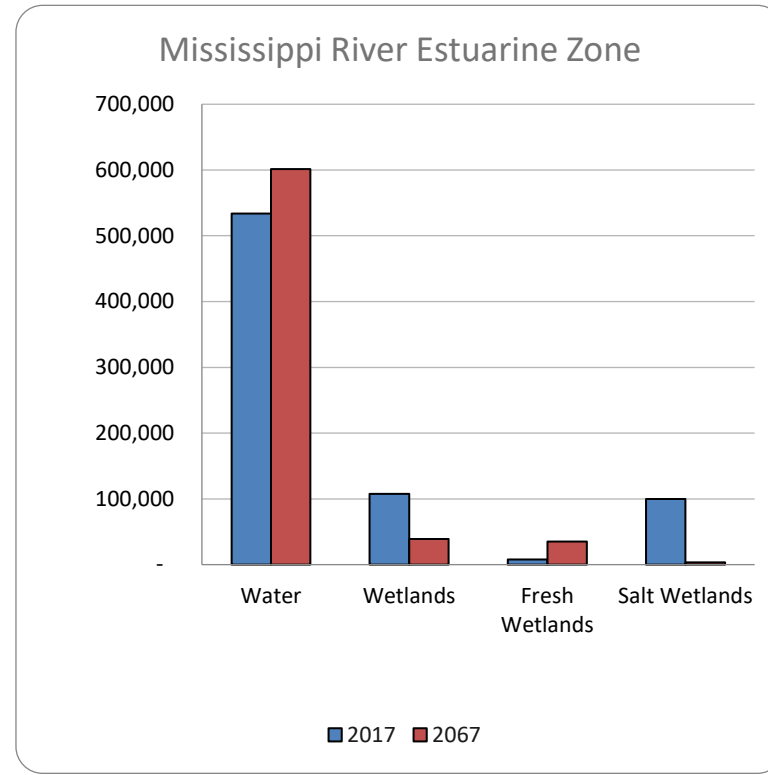 Mississippi River Estuarine Zone
700,000
600,000
500,000
400,000
300,000
200,000
100,000
-
Water
Wetlands
Fresh
Wetlands
Salt Wetlands
2017
2067